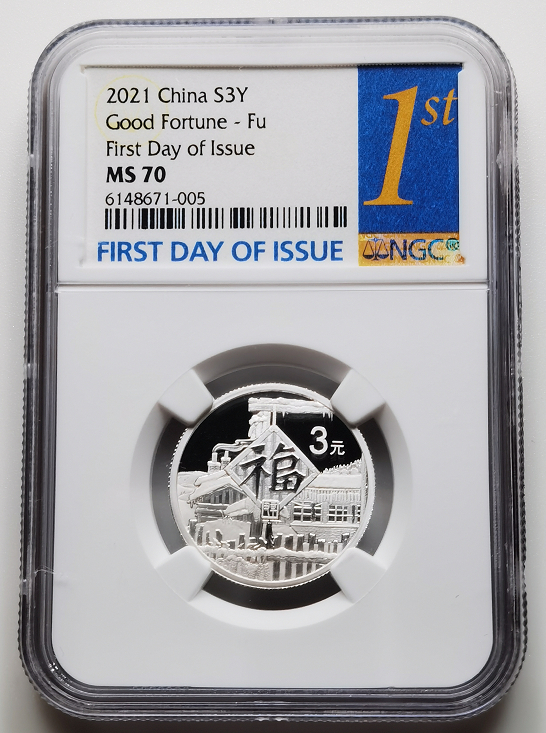 2021 China S3Y
Good Fortune - Fu
First Day of Issue
MS 70
6148671-005
FIRST DAY OF ISSUE
1st
NGC
3元
福